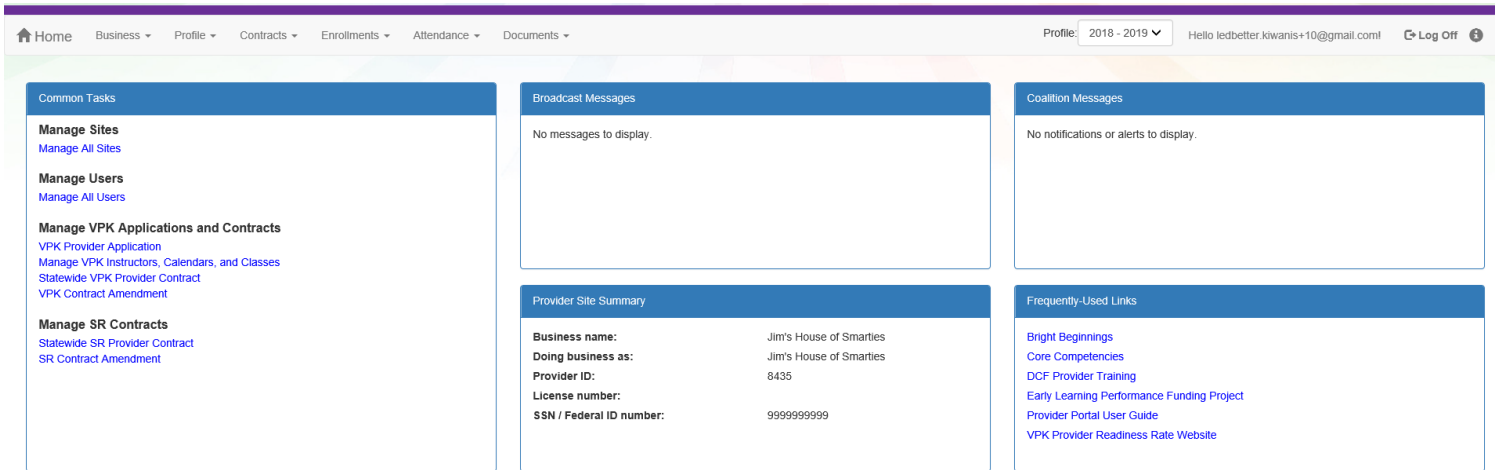 Home Business Profile Contracts Enrollments Attendance Documents Profile: 2018 - 2019 Hello ledbetter.kiwanis+10@gmail.com! Log Off
Common Tasks
Manage Sites
Manage All Sites
Manage Users
Manage All Users
Manage VPK Applications and Contracts
VPK Provider Application
Manage VPK Instructors, Calendars, and Classes
Statewide VPK Provider Contract
VPK Contract Amendment
Manage SR Contracts
Statewide SR Provider Contract
SR Contract Amendment
Broadcast Messages
No messages to display.
Coalition Messages
No notifications or alerts to display.
Provider Site Summary
Business name: Jim's House of Smarties
Doing business as: Jim's House of Smarties
Provider ID: 8435
License number:
SSN / Federal ID number: 9999999999
Frequently-Used Links
Bright Beginnings
Core Competencies
DCF Provider Training
Early Learning Performance Funding Project
Provider Portal User Guide
VPK Provider Readiness Rate Website